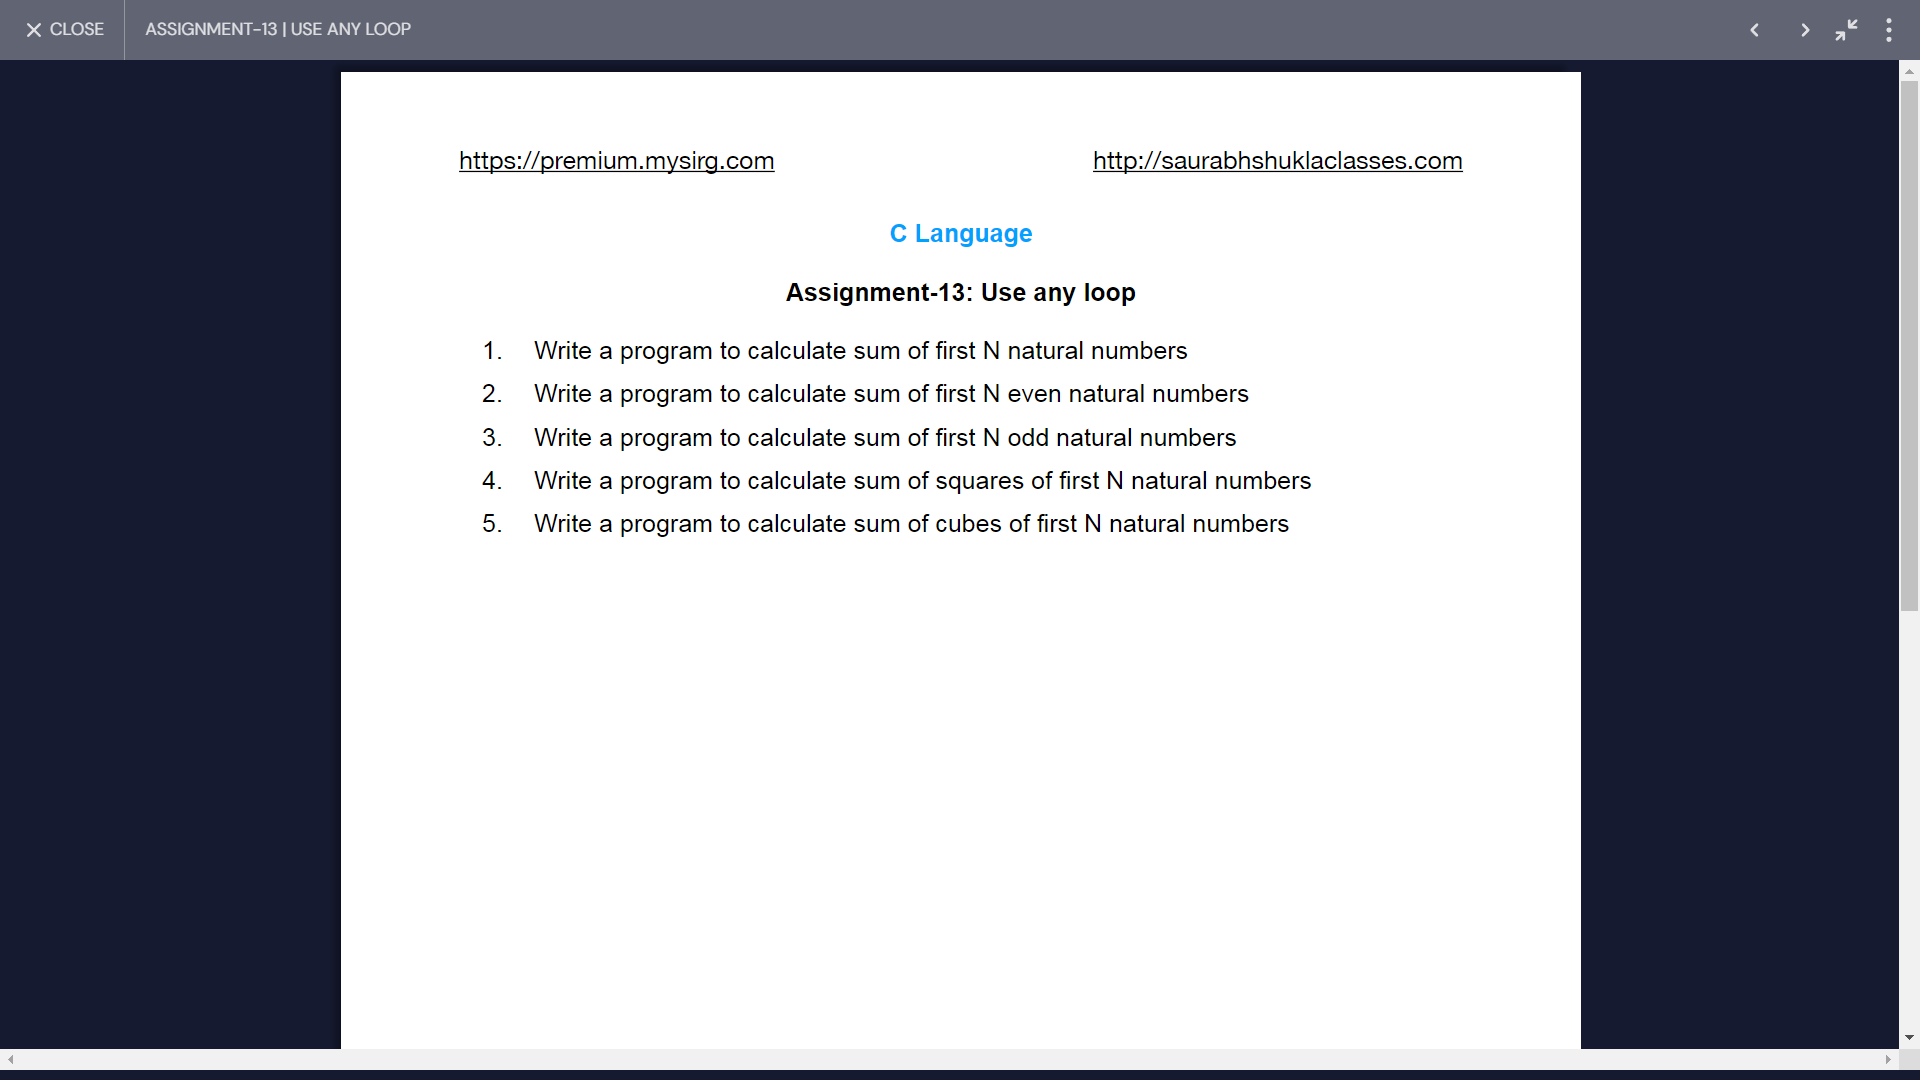 CLOSE
ASSIGNMENT-13 | USE ANY LOOP
https://premium.mysirg.com
http://saurabhshuklaclasses.com
C Language
Assignment-13: Use any loop
1. Write a program to calculate sum of first N natural numbers
2. Write a program to calculate sum of first N even natural numbers
3. Write a program to calculate sum of first N odd natural numbers
4. Write a program to calculate sum of squares of first N natural numbers
5. Write a program to calculate sum of cubes of first N natural numbers